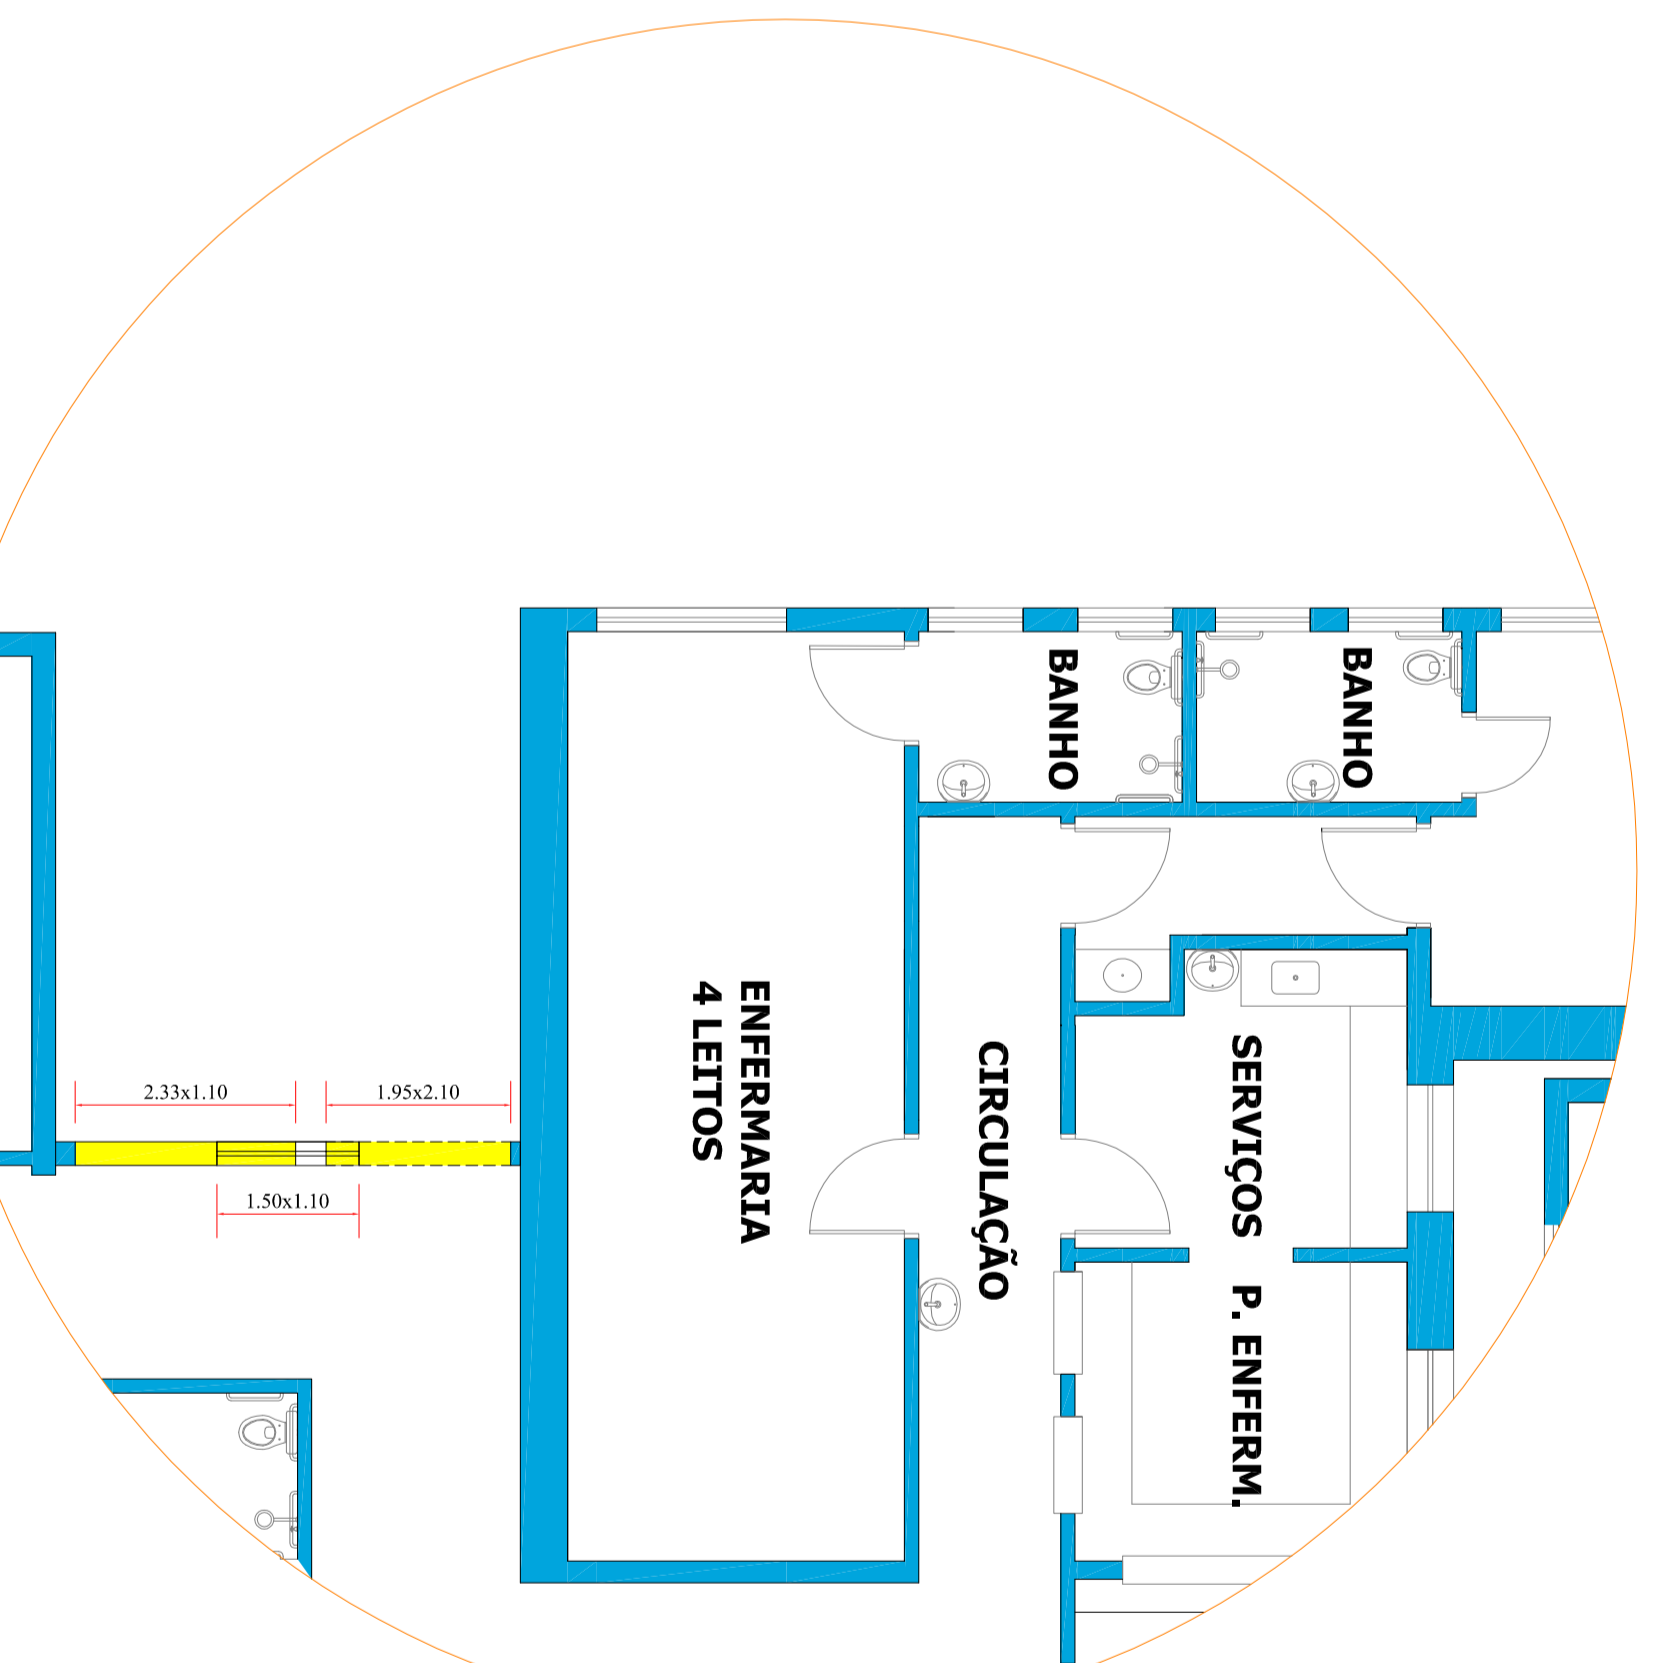 BANHO
BANHO
ENFERMARIA
4 LEITOS
CIRCULAÇÃO
SERVIÇOS
P. ENFERM.
2.33x1.10
1.95x2.10
1.50x1.10